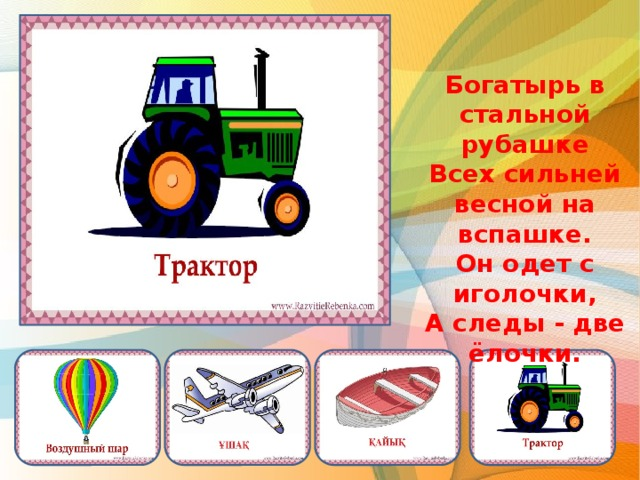 Трактор
www.RazvitieRebenka.com
Богатырь в
стальной
рубашке
Всех сильней
весной на
вспашке.
Он одет с
иголочки,
А следы - две
ёлочки.
Воздушный шар
ҰШАҚ
ҚАЙЫҚ
Трактор